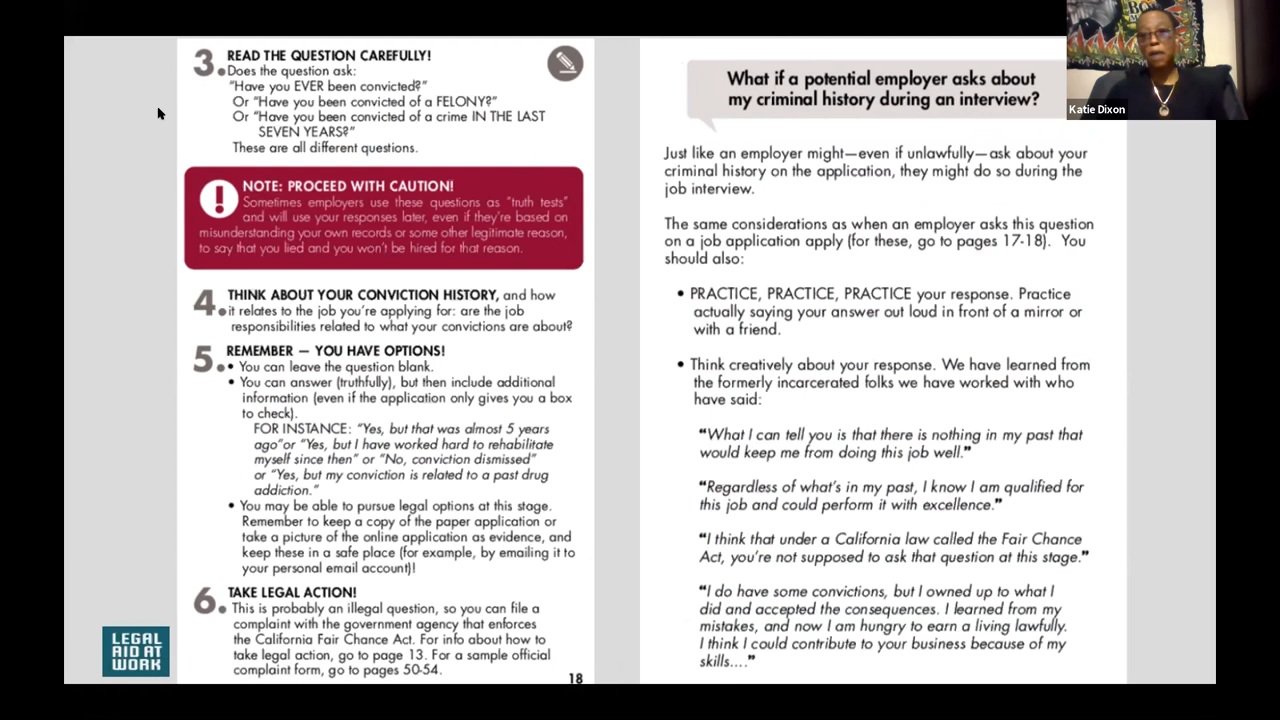 3. READ THE QUESTION CAREFULLY!
Does the question ask:
"Have you EVER been convicted?"
Or "Have you been convicted of a FELONY?"
Or "Have you been convicted of a crime IN THE LAST
SEVEN YEARS?"
These are all different questions.
! NOTE: PROCEED WITH CAUTION!
Sometimes employers use these questions as "truth tests"
and will use your responses later, even if they're based on
misunderstanding your own records or some other legitimate reason,
to say that you lied and you won't be hired for that reason.
4. THINK ABOUT YOUR CONVICTION HISTORY, and how
it relates to the job you're applying for: are the job
responsibilities related to what your convictions are about?
5. REMEMBER — YOU HAVE OPTIONS!
• You can leave the question blank.
• You can answer (truthfully), but then include additional
information (even if the application only gives you a box
to check).
FOR INSTANCE: "Yes, but that was almost 5 years
ago"or "Yes, but I have worked hard to rehabilitate
myself since then" or "No, conviction dismissed"
or "Yes, but my conviction is related to a past drug
addiction."
• You may be able to pursue legal options at this stage.
Remember to keep a copy of the paper application or
take a picture of the online application as evidence, and
keep these in a safe place (for example, by emailing it to
your personal email account)!
6. TAKE LEGAL ACTION!
This is probably an illegal question, so you can file a
complaint with the government agency that enforces
the California Fair Chance Act. For info about how to
take legal action, go to page 13. For a sample official
complaint form, go to pages 50-54.
18
LEGAL
AID AT
WORK
What if a potential employer asks about
my criminal history during an interview?
Just like an employer might—even if unlawfully—ask about your
criminal history on the application, they might do so during the
job interview.
The same considerations as when an employer asks this question
on a job application apply (for these, go to pages 17-18). You
should also:
• PRACTICE, PRACTICE, PRACTICE your response. Practice
actually saying your answer out loud in front of a mirror or
with a friend.
• Think creatively about your response. We have learned from
the formerly incarcerated folks we have worked with who
have said:
"What I can tell you is that there is nothing in my past that
would keep me from doing this job well."
"Regardless of what's in my past, I know I am qualified for
this job and could perform it with excellence."
"I think that under a California law called the Fair Chance
Act, you're not supposed to ask that question at this stage."
"I do have some convictions, but I owned up to what I
did and accepted the consequences. I learned from my
mistakes, and now I am hungry to earn a living lawfully.
I think I could contribute to your business because of my
skills...."
Katie Dixon